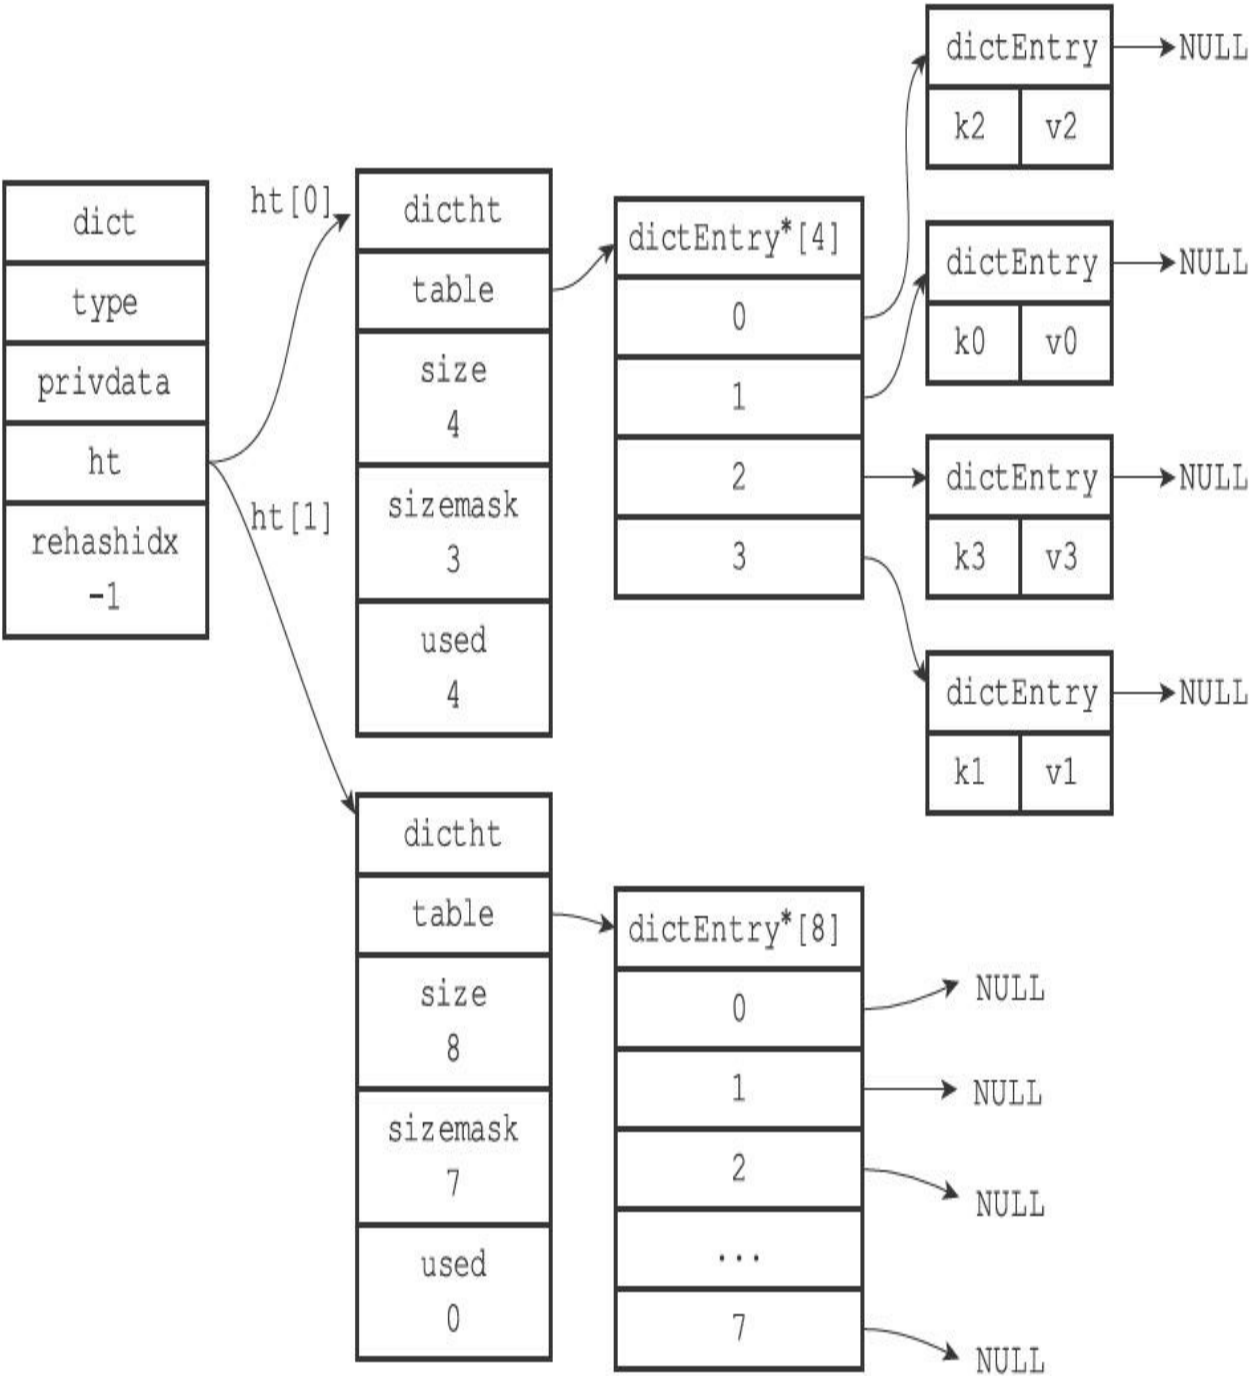 dict
type
privdata
ht
rehashidx
-1
ht[0]
ht[1]
dictht
table
size
4
sizemask
3
used
4
dictEntry*[4]
0
1
2
3
dictEntry
k2 v2
NULL
dictEntry
k0 v0
NULL
dictEntry
k3 v3
NULL
dictEntry
k1 v1
NULL
dictht
table
size
8
sizemask
7
used
0
dictEntry*[8]
0
1
2
...
7
NULL
NULL
NULL
NULL